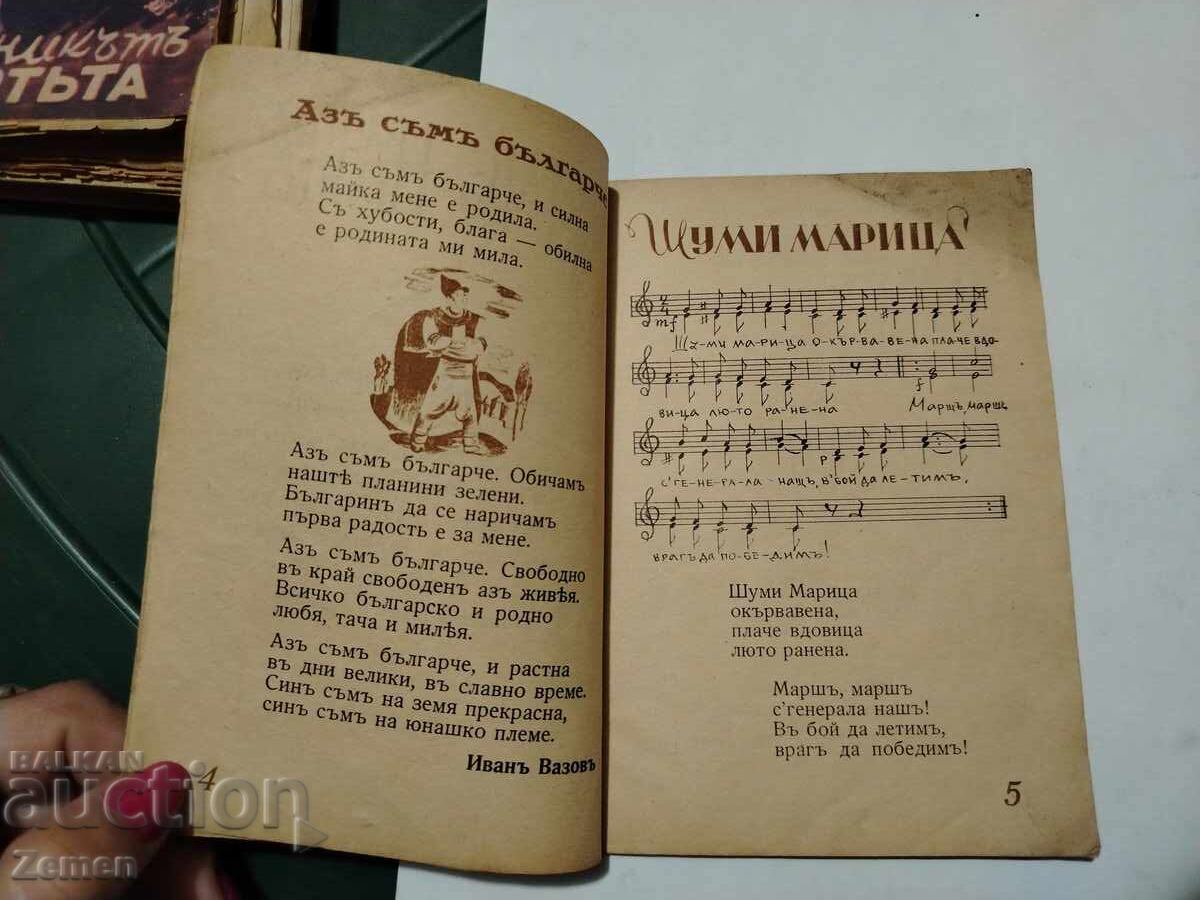 никътъ
ТЬТА
Азъ съмъ българче
Азъ съмъ българче, и силна
майка мене е родила.
Съ хубости, блага — обилна
е родината ми мила.
Азъ съмъ българче. Обичамъ
наштѣ планини зелени.
Българинъ да се наричамъ
първа радость е за мене.
Азъ съмъ българче. Свободно
въ край свободенъ азъ живѣя.
Всичко българско и родно
любя, тача и милѣя.
Азъ съмъ българче, и растна
въ дни велики, въ славно време.
Синъ съмъ на земя прекрасна,
синъ съмъ на юнашко племе.
Иванъ Вазовъ
4
ШУМИ МАРИЦА
mf
ШУ-МИ МА-РИ-ЦА О-КЪР-ВА-ВЕ-НА ПЛА-ЧЕ ВДО-
f
ВИ-ЦА ЛЮ-ТО РА-НЕ-НА МАРШЪ, МАРШЪ
P
С'ГЕ-НЕ-РА-ЛА НАШЪ, В'БОЙ ДА ЛЕ-ТИМЪ,
ВРАГЪ ДА ПО-БЕ-ДИМЪ!
Шуми Марица
окървавена,
плаче вдовица
люто ранена.
Маршъ, маршъ
с'генерала нашъ!
Въ бой да летимъ,
врагъ да победимъ!
5
BALKAN
auction
Zemen